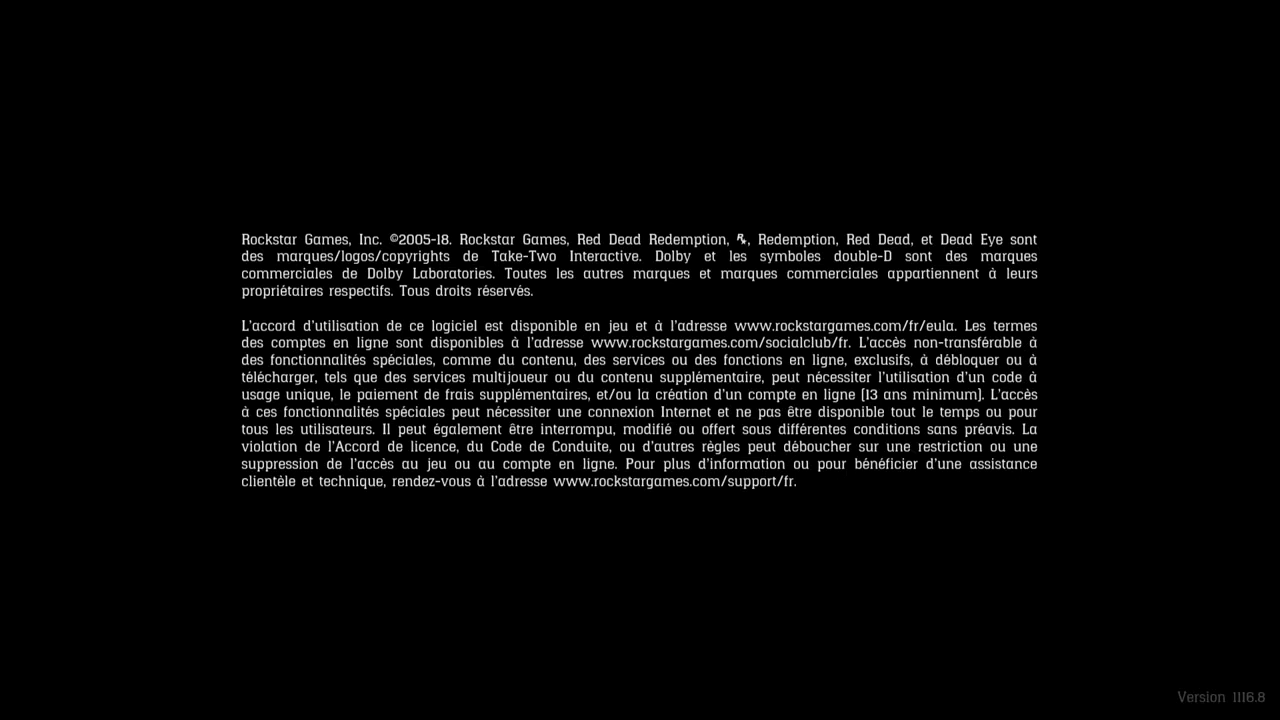 Rockstar Games, Inc. ©2005-18. Rockstar Games, Red Dead Redemption, R★, Redemption, Red Dead, et Dead Eye sont
des marques/logos/copyrights de Take-Two Interactive. Dolby et les symboles double-D sont des marques
commerciales de Dolby Laboratories. Toutes les autres marques et marques commerciales appartiennent à leurs
propriétaires respectifs. Tous droits réservés.
L'accord d'utilisation de ce logiciel est disponible en jeu et à l'adresse www.rockstargames.com/fr/eula. Les termes
des comptes en ligne sont disponibles à l'adresse www.rockstargames.com/socialclub/fr. L'accès non-transférable à
des fonctionnalités spéciales, comme du contenu, des services ou des fonctions en ligne, exclusifs, à débloquer ou à
télécharger, tels que des services multijoueur ou du contenu supplémentaire, peut nécessiter l'utilisation d'un code à
usage unique, le paiement de frais supplémentaires, et/ou la création d'un compte en ligne (13 ans minimum). L'accès
à ces fonctionnalités spéciales peut nécessiter une connexion Internet et ne pas être disponible tout le temps ou pour
tous les utilisateurs. Il peut également être interrompu, modifié ou offert sous différentes conditions sans préavis. La
violation de l'Accord de licence, du Code de Conduite, ou d'autres règles peut déboucher sur une restriction ou une
suppression de l'accès au jeu ou au compte en ligne. Pour plus d'information ou pour bénéficier d'une assistance
clientèle et technique, rendez-vous à l'adresse www.rockstargames.com/support/fr.
Version 1116.8